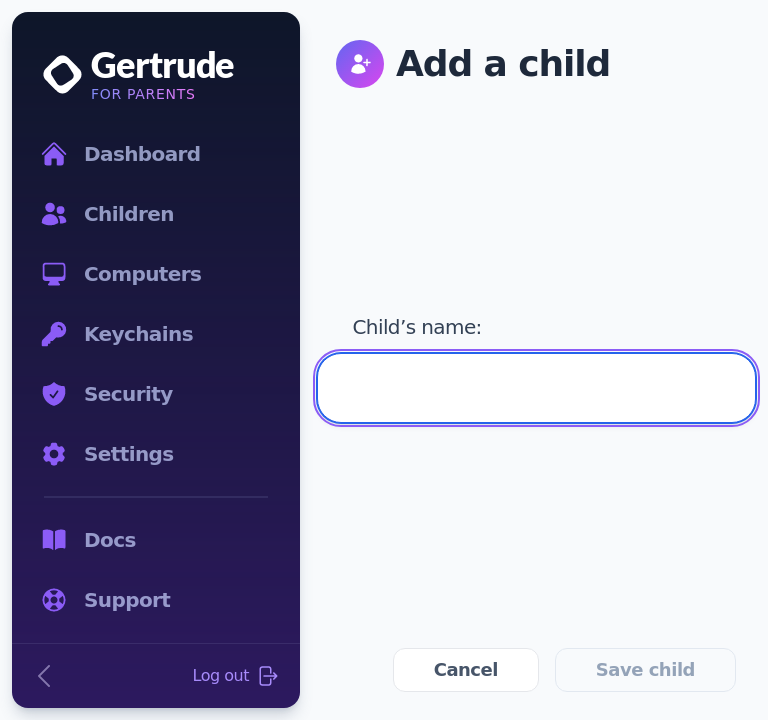 Gertrude
FOR PARENTS
Dashboard
Children
Computers
Keychains
Security
Settings
Docs
Support
Log out
Add a child
Child’s name:
Cancel
Save child